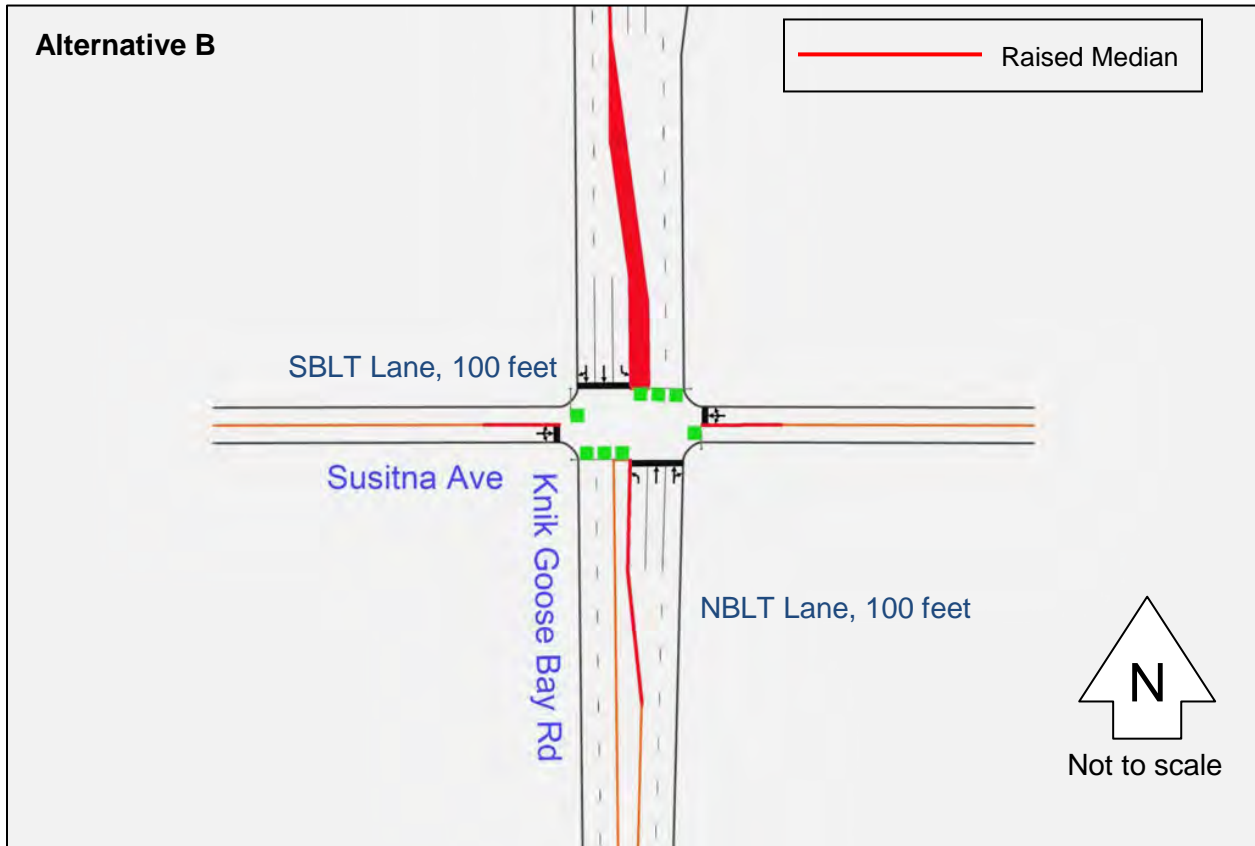 Alternative B
Raised Median
SBLT Lane, 100 feet
Susitna Ave
Knik Goose Bay Rd
NBLT Lane, 100 feet
N
Not to scale